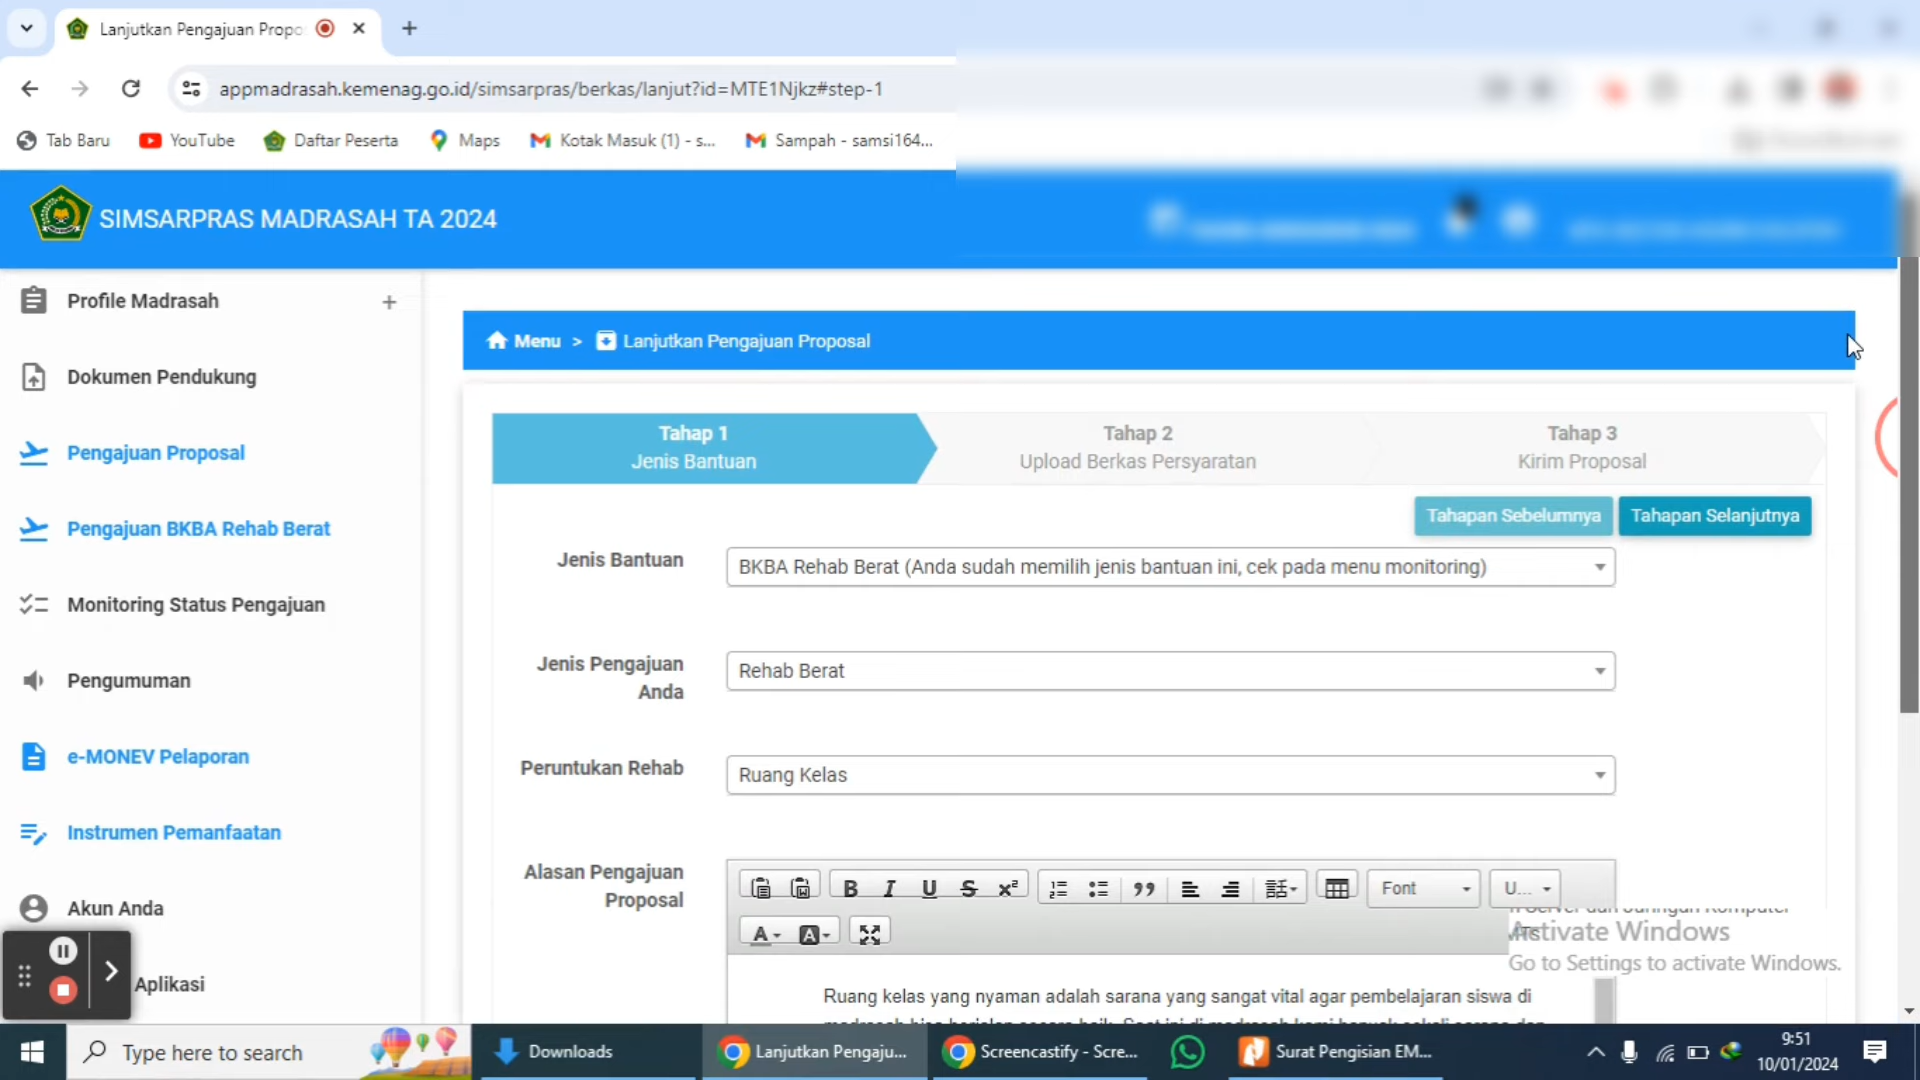 Lanjutkan Pengajuan Propo
appmadrasah.kemenag.go.id/simsarpras/berkas/lanjut?id=MTE1Njkz#step-1
Tab Baru
YouTube
Daftar Peserta
Maps
Kotak Masuk (1) - s...
Sampah - samsi164...
SIMSARPRAS MADRASAH TA 2024
Profile Madrasah
Dokumen Pendukung
Pengajuan Proposal
Pengajuan BKBA Rehab Berat
Monitoring Status Pengajuan
Pengumuman
e-MONEV Pelaporan
Instrumen Pemanfaatan
Akun Anda
Aplikasi
Menu > Lanjutkan Pengajuan Proposal
Tahap 1
Jenis Bantuan
Tahap 2
Upload Berkas Persyaratan
Tahap 3
Kirim Proposal
Tahapan Sebelumnya
Tahapan Selanjutnya
Jenis Bantuan
BKBA Rehab Berat (Anda sudah memilih jenis bantuan ini, cek pada menu monitoring)
Jenis Pengajuan
Anda
Rehab Berat
Peruntukan Rehab
Ruang Kelas
Alasan Pengajuan
Proposal
Font
U...
Activate Windows
Go to Settings to activate Windows.
Ruang kelas yang nyaman adalah sarana yang sangat vital agar pembelajaran siswa di
Type here to search
Downloads
Lanjutkan Pengaju...
Screencastify - Scre...
Surat Pengisian EM...
9:51
10/01/2024